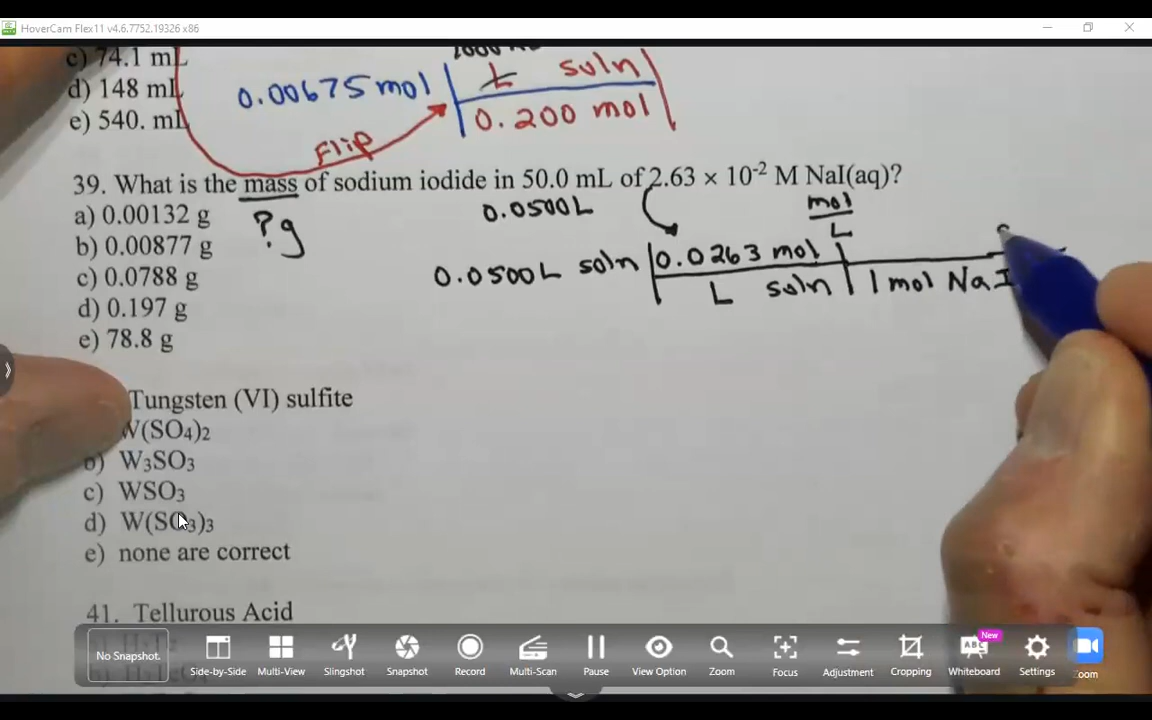 HoverCam Flex11 v4.6.7752.19326 x86
c) 74.1 mL
d) 148 mL
e) 540. mL
0.00675 mol
L soln
0.200 mol
Flip
39. What is the mass of sodium iodide in 50.0 mL of 2.63 × 10-2 M NaI(aq)?
a) 0.00132 g
b) 0.00877 g
c) 0.0788 g
d) 0.197 g
e) 78.8 g
? g
0.0500L
mol
L
0.0500L soln
0.0263 mol
L soln
1 mol NaI
Tungsten (VI) sulfite
W(SO4)2
b) W3SO3
c) WSO3
d) W(SO3)3
e) none are correct
41. Tellurous Acid
No Snapshot.
Side-by-Side
Multi-View
Slingshot
Snapshot
Record
Multi-Scan
Pause
View Option
Zoom
Focus
Adjustment
Cropping
New
ABC
Whiteboard
Settings
Zoom